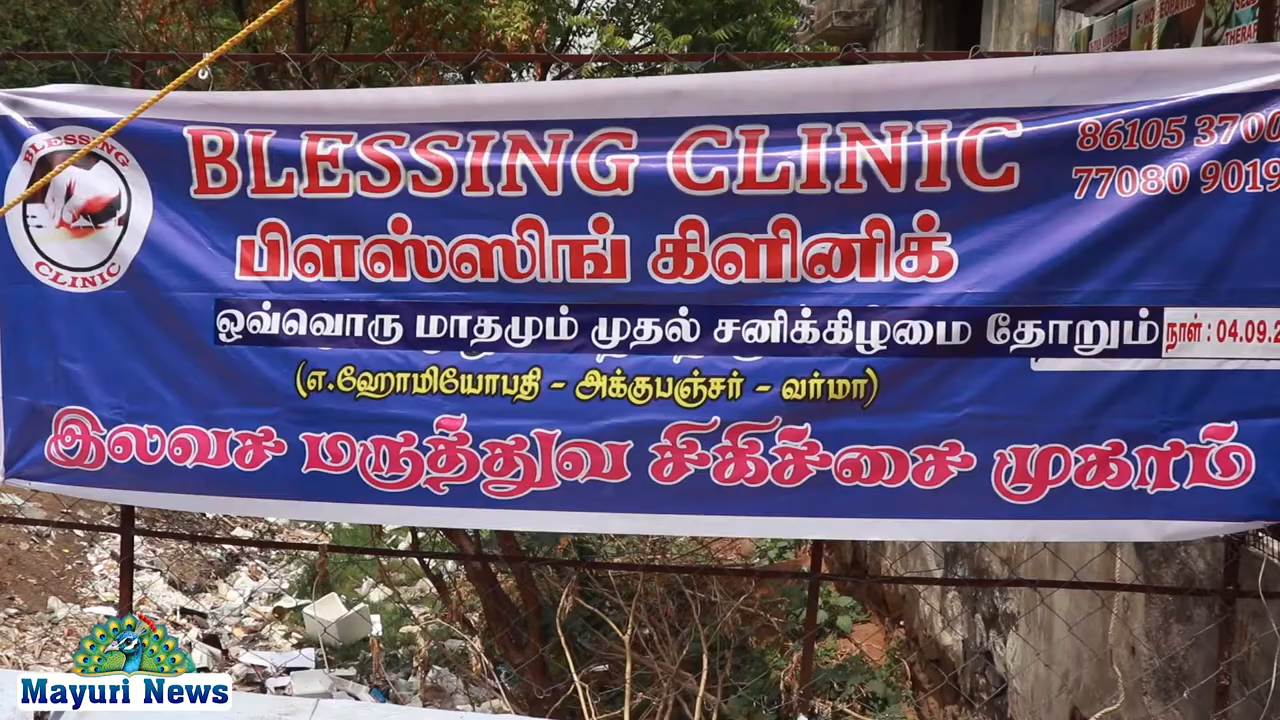 BLESSING CLINIC
BLESSING CLINIC
86105 3700
77080 9019
பிளஸ்ஸிங் கிளினிக்
ஒவ்வொரு மாதமும் முதல் சனிக்கிழமை தோறும் நாள் : 04.09.2
(எ.ஹோமியோபதி - அக்குபஞ்சர் - வர்மா)
இலவச மருத்துவ சிகிச்சை முகாம்
Mayuri News